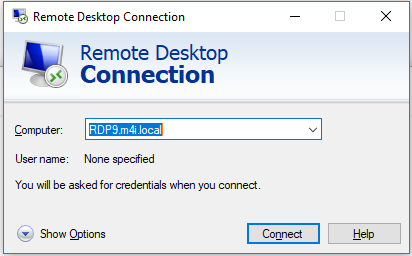 Remote Desktop Connection
Remote Desktop
Connection
Computer:
RDP9.m4i.local
User name:
None specified
You will be asked for credentials when you connect.
Show Options
Connect
Help